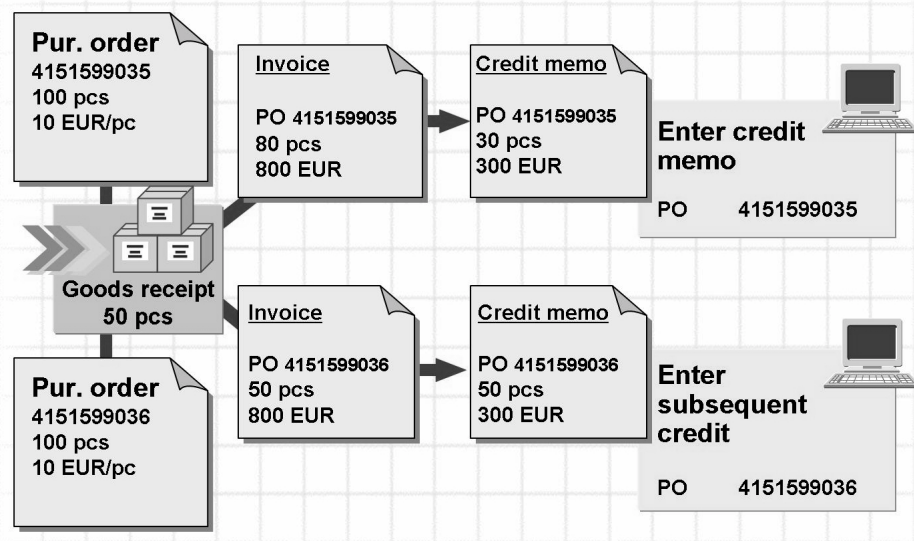 Pur. order
4151599035
100 pcs
10 EUR/pc
Invoice
PO 4151599035
80 pcs
800 EUR
Credit memo
PO 4151599035
30 pcs
300 EUR
Enter credit
memo
PO 4151599035
Goods receipt
50 pcs
Pur. order
4151599036
100 pcs
10 EUR/pc
Invoice
PO 4151599036
50 pcs
800 EUR
Credit memo
PO 4151599036
50 pcs
300 EUR
Enter
subsequent
credit
PO 4151599036